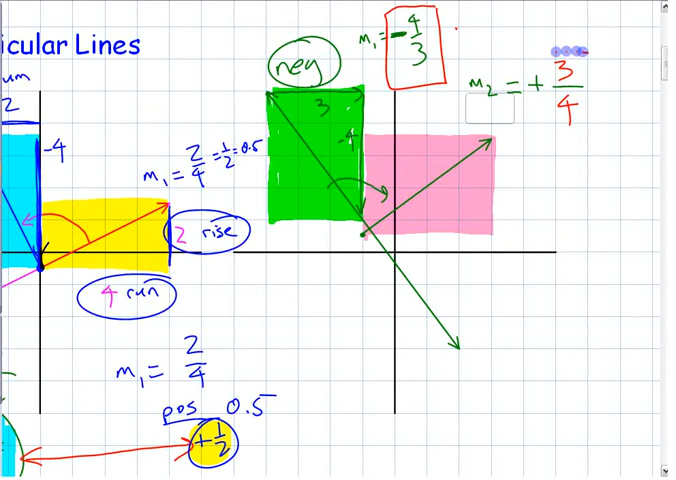 icular Lines
um
2
-4
m₁ = 2/4 = 1/2 = 0.5
2 rise
4 run
m₁ = 2/4
pos 0.5
+ 1/2
neg
m₁ = -4/3
3
-4
m₂ = + 3/4